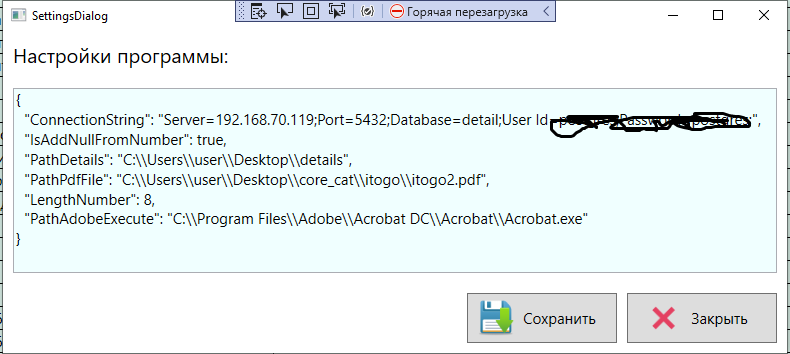 SettingsDialog
Горячая перезагрузка
Настройки программы:
{
"ConnectionString": "Server=192.168.70.119;Port=5432;Database=detail;User Id
"IsAddNullFromNumber": true,
"PathDetails": "C:\\Users\\user\\Desktop\\details",
"PathPdfFile": "C:\\Users\\user\\Desktop\\core_cat\\itogo\\itogo2.pdf",
"LengthNumber": 8,
"PathAdobeExecute": "C:\\Program Files\\Adobe\\Acrobat DC\\Acrobat\\Acrobat.exe"
}
Сохранить
Закрыть